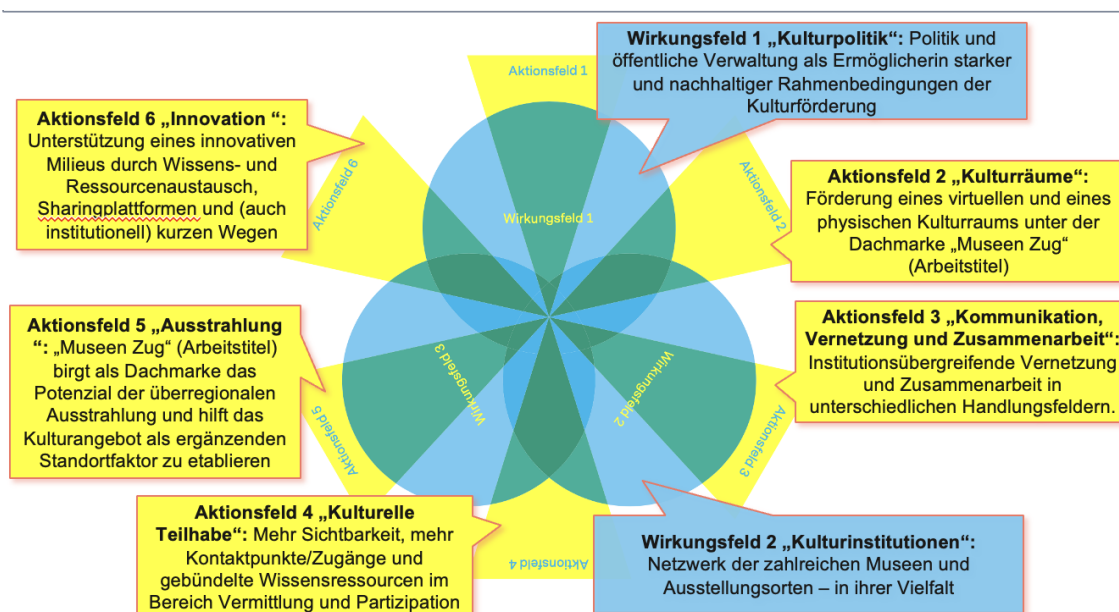 Wirkungsfeld 1 „Kulturpolitik“: Politik und
öffentliche Verwaltung als Ermöglicherin starker
und nachhaltiger Rahmenbedingungen der
Kulturförderung
Aktionsfeld 1
Aktionsfeld 6 „Innovation “:
Unterstützung eines innovativen
Milieus durch Wissens- und
Ressourcenaustausch,
Sharingplattformen und (auch
institutionell) kurzen Wegen
Aktionsfeld 6
Aktionsfeld 2
Aktionsfeld 2 „Kulturräume“:
Förderung eines virtuellen und eines
physischen Kulturraums unter der
Dachmarke „Museen Zug“
(Arbeitstitel)
Wirkungsfeld 1
Aktionsfeld 5 „Ausstrahlung
“: „Museen Zug“ (Arbeitstitel)
birgt als Dachmarke das
Potenzial der überregionalen
Ausstrahlung und hilft das
Kulturangebot als ergänzenden
Standortfaktor zu etablieren
Aktionsfeld 5
Wirkungsfeld 3
Wirkungsfeld 2
Aktionsfeld 3
Aktionsfeld 3 „Kommunikation,
Vernetzung und Zusammenarbeit“:
Institutionsübergreifende Vernetzung
und Zusammenarbeit in
unterschiedlichen Handlungsfeldern.
Aktionsfeld 4 „Kulturelle
Teilhabe“: Mehr Sichtbarkeit, mehr
Kontaktpunkte/Zugänge und
gebündelte Wissensressourcen im
Bereich Vermittlung und Partizipation
Aktionsfeld 4
Wirkungsfeld 2 „Kulturinstitutionen“:
Netzwerk der zahlreichen Museen und
Ausstellungsorten – in ihrer Vielfalt